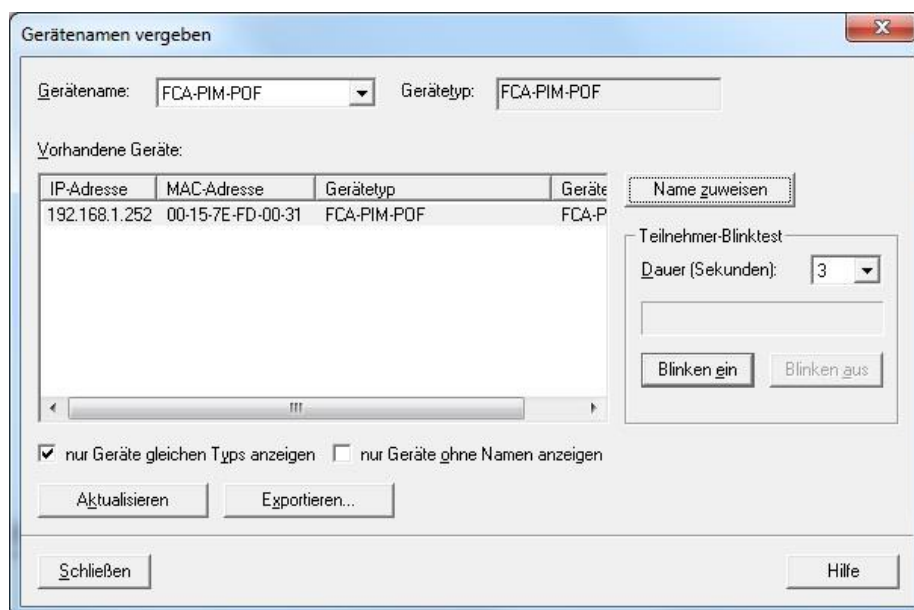 Gerätenamen vergeben
Gerätename: FCA-PIM-POF Gerätetyp: FCA-PIM-POF
Vorhandene Geräte:
IP-Adresse MAC-Adresse Gerätetyp Geräte
192.168.1.252 00-15-7E-FD-00-31 FCA-PIM-POF FCA-P
Name zuweisen
Teilnehmer-Blinktest
Dauer (Sekunden): 3
Blinken ein Blinken aus
nur Geräte gleichen Typs anzeigen nur Geräte ohne Namen anzeigen
Aktualisieren Exportieren...
Schließen Hilfe